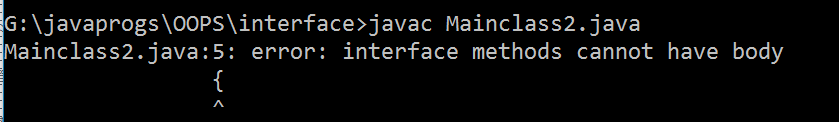 G:\javaprogs\OOPS\interface>javac Mainclass2.java
Mainclass2.java:5: error: interface methods cannot have body
{
^